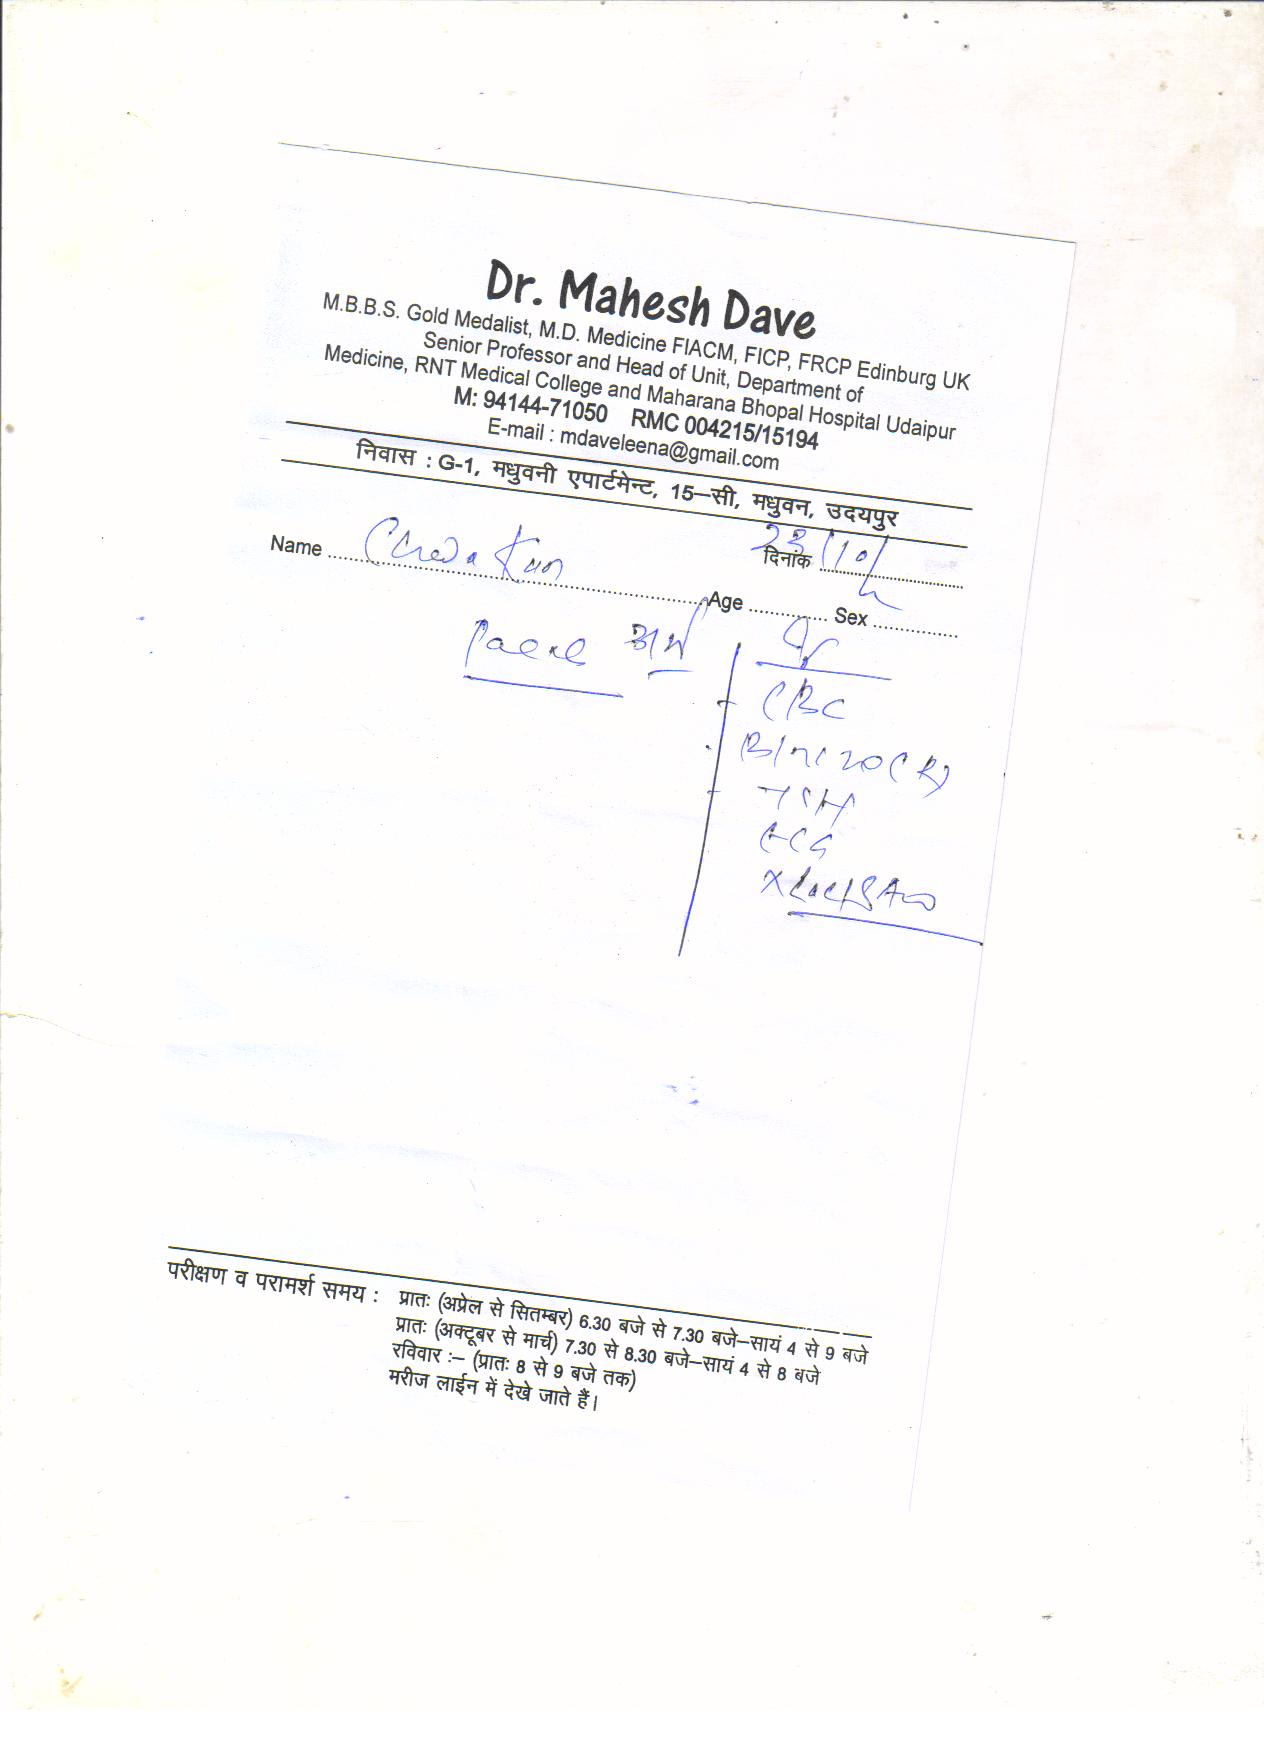 Dr. Mahesh Dave
M.B.B.S. Gold Medalist, M.D. Medicine FIACM, FICP, FRCP Edinburg UK
Senior Professor and Head of Unit, Department of
Medicine, RNT Medical College and Maharana Bhopal Hospital Udaipur
M: 94144-71050 RMC 004215/15194
E-mail : mdaveleena@gmail.com
निवास : G-1, मधुवनी एपार्टमेन्ट, 15–सी, मधुवन, उदयपुर
दिनांक 23/10/
Name
Age ............ Sex ..............
CBC
TSH
ECG
परीक्षण व परामर्श समय : प्रातः (अप्रेल से सितम्बर) 6.30 बजे से 7.30 बजे–सायं 4 से 9 बजे
प्रातः (अक्टूबर से मार्च) 7.30 से 8.30 बजे–सायं 4 से 8 बजे
रविवार :– (प्रातः 8 से 9 बजे तक)
मरीज लाईन में देखे जाते हैं।